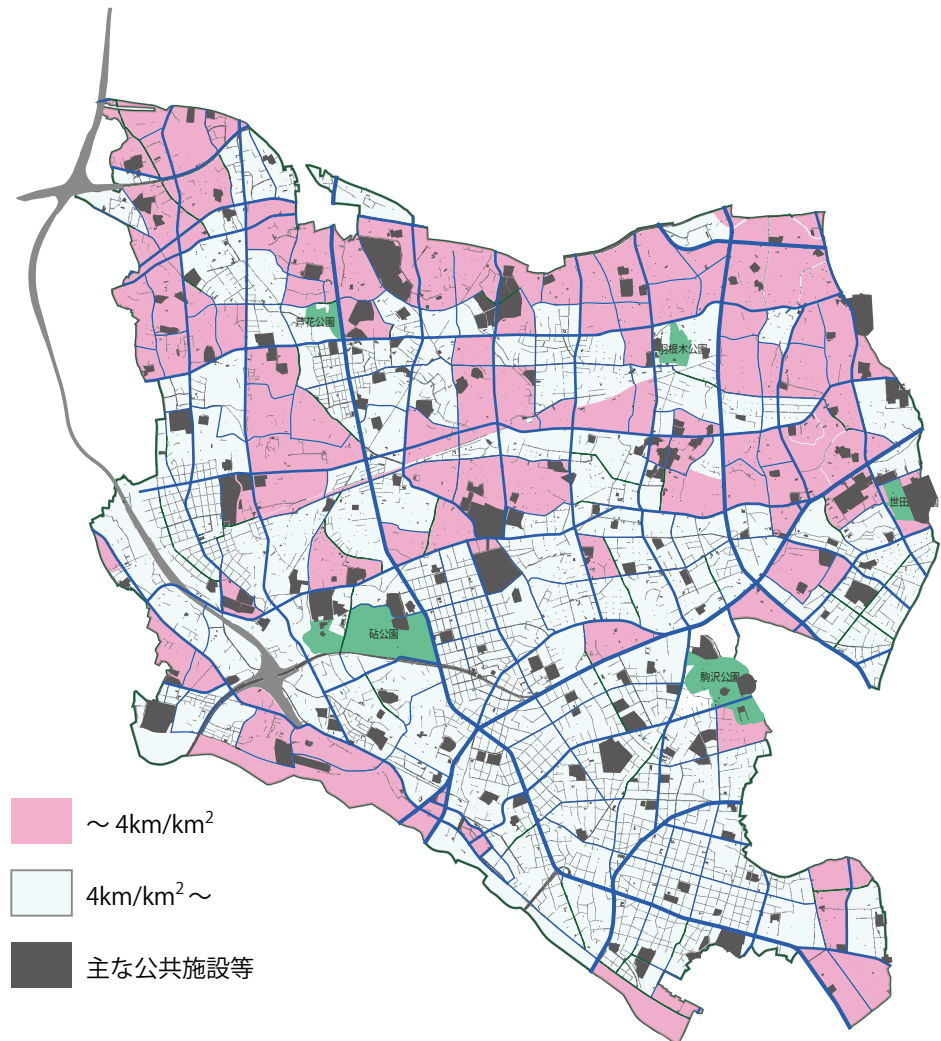 芦花公園
羽根木公園
世田
砧公園
駒沢公園
～ 4km/km²
4km/km² ～
主な公共施設等